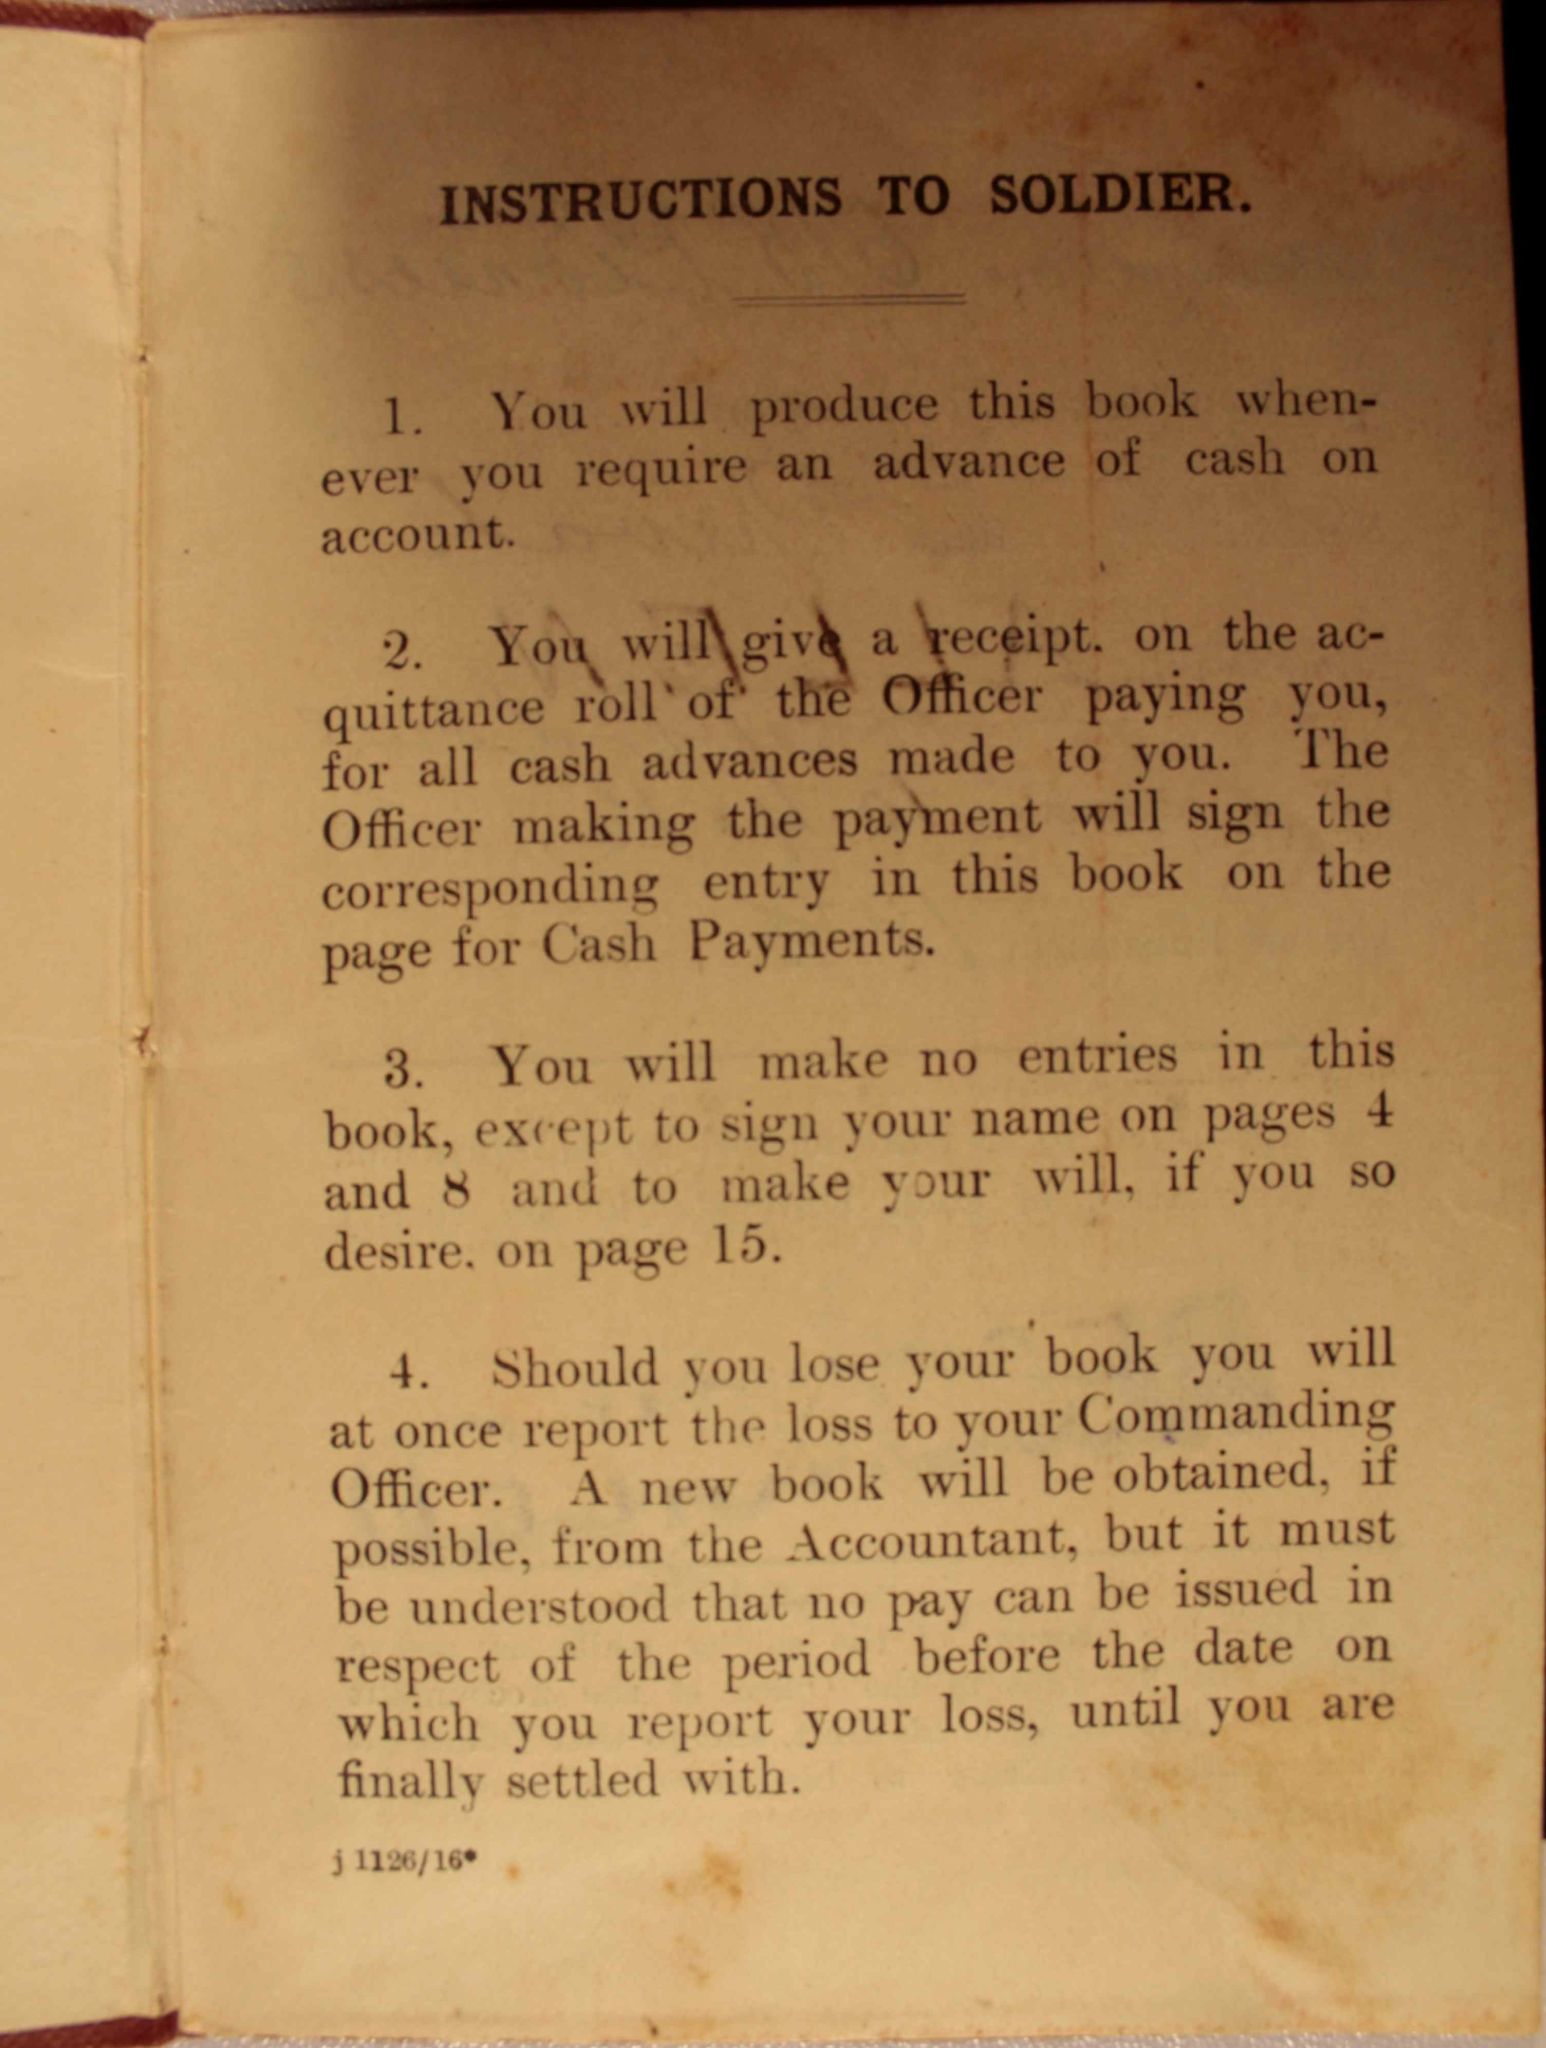 INSTRUCTIONS TO SOLDIER.
1. You will produce this book when-
ever you require an advance of cash on
account.
2. You will give a receipt. on the ac-
quittance roll of the Officer paying you,
for all cash advances made to you. The
Officer making the payment will sign the
corresponding entry in this book on the
page for Cash Payments.
3. You will make no entries in this
book, except to sign your name on pages 4
and 8 and to make your will, if you so
desire. on page 15.
4. Should you lose your book you will
at once report the loss to your Commanding
Officer. A new book will be obtained, if
possible, from the Accountant, but it must
be understood that no pay can be issued in
respect of the period before the date on
which you report your loss, until you are
finally settled with.
j 1126/16*